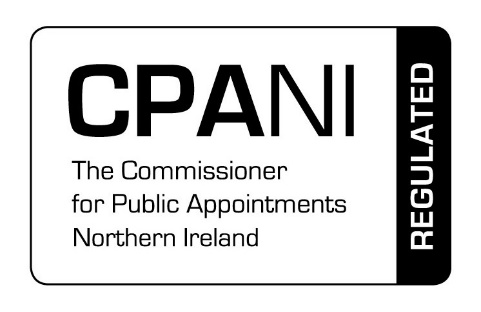 CPANI
The Commissioner
for Public Appointments
Northern Ireland
REGULATED